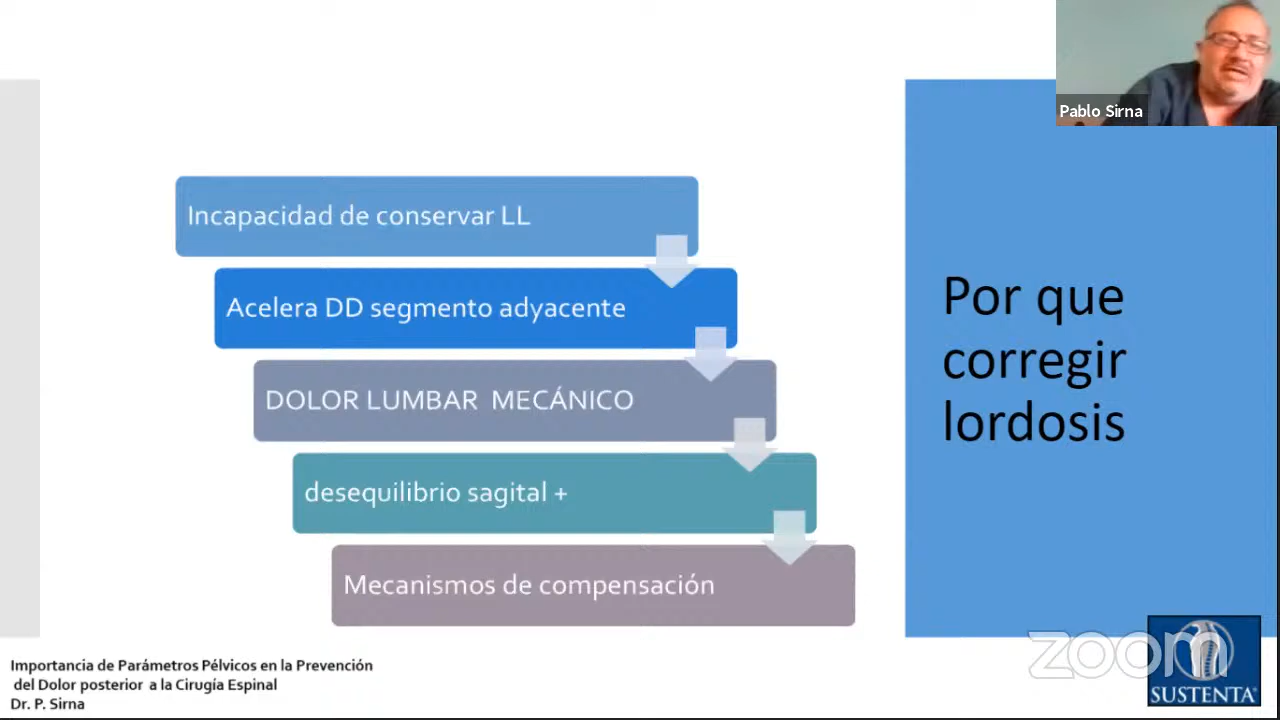 Pablo Sirna
Incapacidad de conservar LL
Acelera DD segmento adyacente
DOLOR LUMBAR MECÁNICO
desequilibrio sagital +
Mecanismos de compensación
Por que
corregir
lordosis
Importancia de Parámetros Pélvicos en la Prevención
del Dolor posterior a la Cirugía Espinal
Dr. P. Sirna
zoom
SUSTENTA